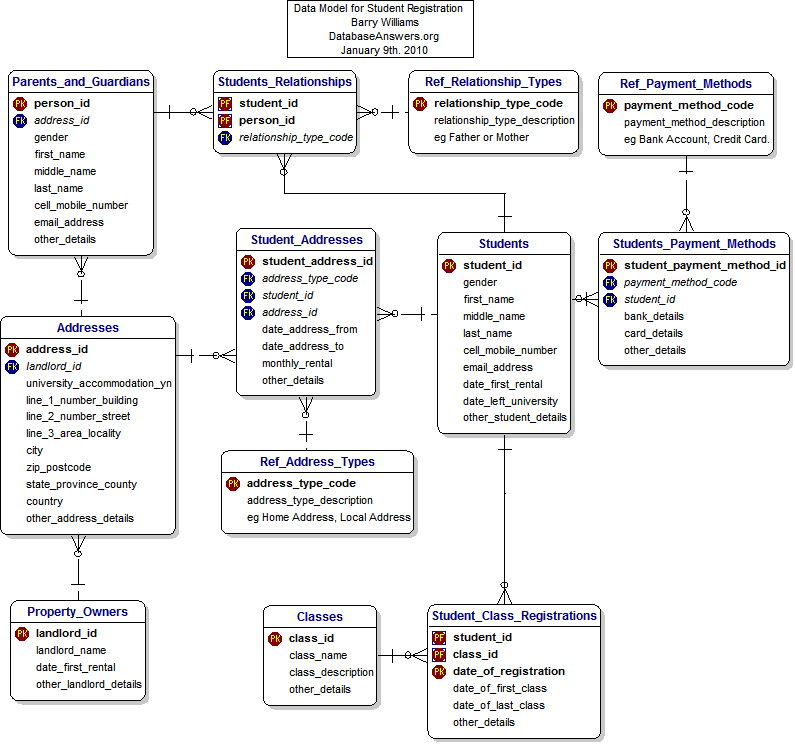 Data Model for Student Registration
Barry Williams
DatabaseAnswers.org
January 9th. 2010
Parents_and_Guardians
PK person_id
FK address_id
gender
first_name
middle_name
last_name
cell_mobile_number
email_address
other_details
Students_Relationships
PF student_id
PF person_id
FK relationship_type_code
Ref_Relationship_Types
PK relationship_type_code
relationship_type_description
eg Father or Mother
Ref_Payment_Methods
PK payment_method_code
payment_method_description
eg Bank Account, Credit Card.
Student_Addresses
PK student_address_id
FK address_type_code
FK student_id
FK address_id
date_address_from
date_address_to
monthly_rental
other_details
Students
PK student_id
gender
first_name
middle_name
last_name
cell_mobile_number
email_address
date_first_rental
date_left_university
other_student_details
Students_Payment_Methods
PK student_payment_method_id
FK payment_method_code
FK student_id
bank_details
card_details
other_details
Addresses
PK address_id
FK landlord_id
university_accommodation_yn
line_1_number_building
line_2_number_street
line_3_area_locality
city
zip_postcode
state_province_county
country
other_address_details
Ref_Address_Types
PK address_type_code
address_type_description
eg Home Address, Local Address
Property_Owners
PK landlord_id
landlord_name
date_first_rental
other_landlord_details
Classes
PK class_id
class_name
class_description
other_details
Student_Class_Registrations
PF student_id
PF class_id
PK date_of_registration
date_of_first_class
date_of_last_class
other_details